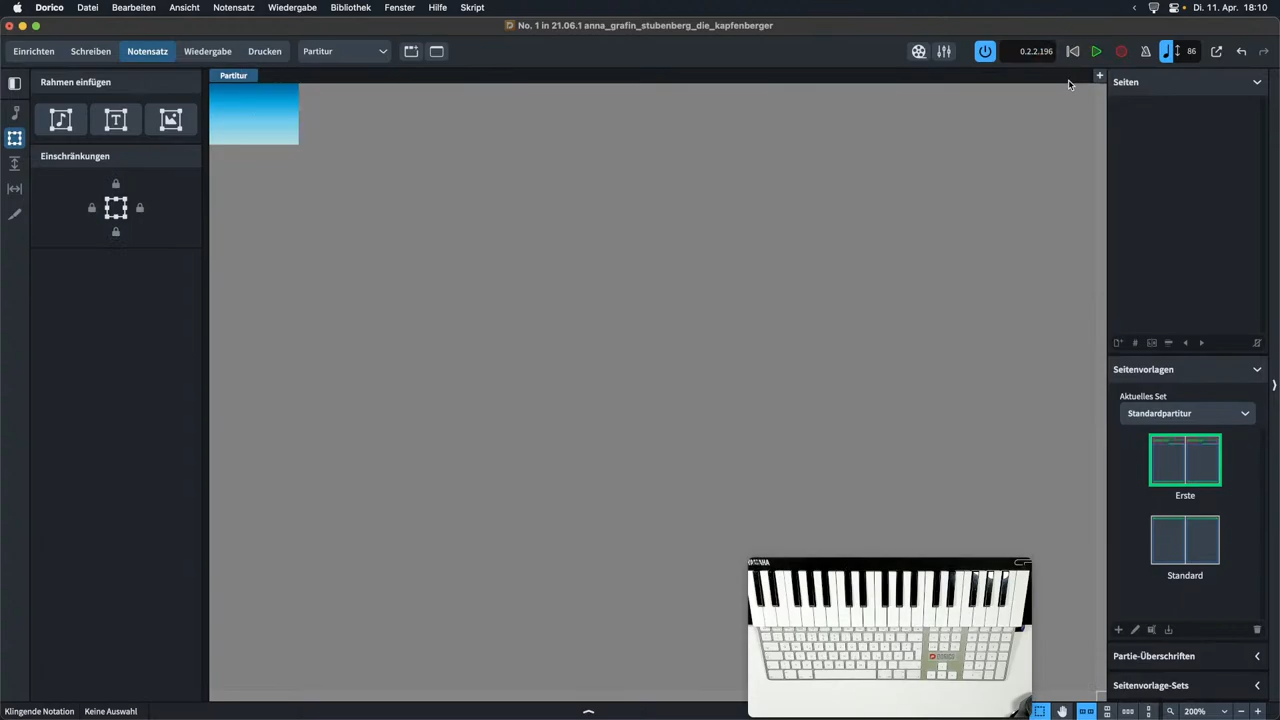 Dorico Datei Bearbeiten Ansicht Notensatz Wiedergabe Bibliothek Fenster Hilfe Skript Di. 11. Apr. 18:10
No. 1 in 21.06.1 anna_grafin_stubenberg_die_kapfenberger
Einrichten Schreiben Notensatz Wiedergabe Drucken Partitur 0.2.2.196 86
Partitur
Rahmen einfügen
T
Einschränkungen
Seiten
Seitenvorlagen
Aktuelles Set
Standardpartitur
Erste
Standard
Partie-Überschriften
Seitenvorlage-Sets
YAMAHA
Klingende Notation Keine Auswahl 200%